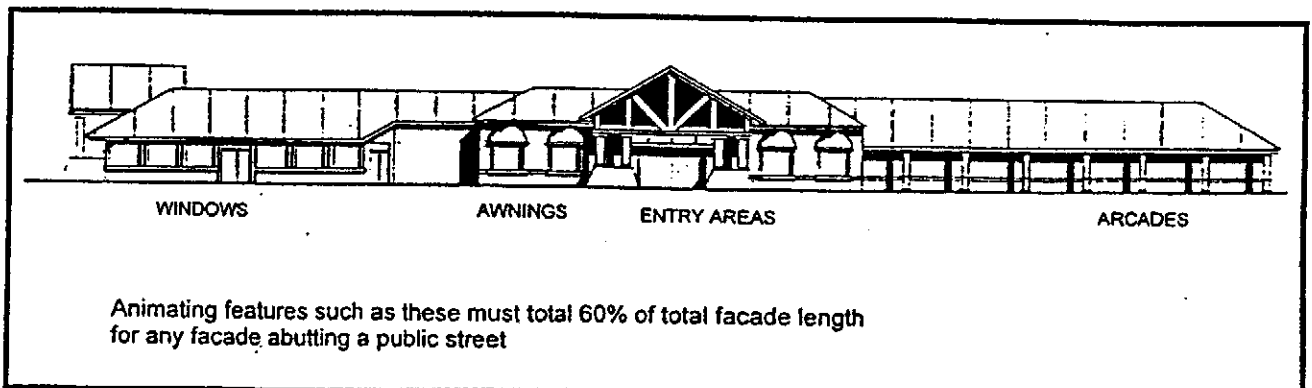 WINDOWS
AWNINGS
ENTRY AREAS
ARCADES
Animating features such as these must total 60% of total facade length
for any facade abutting a public street